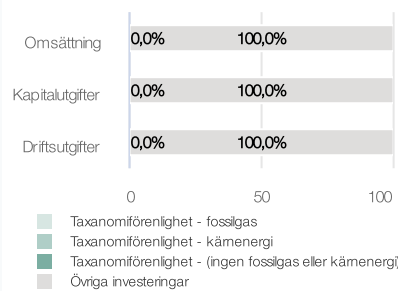 Omsättning 0,0% 100,0%
Kapitalutgifter 0,0% 100,0%
Driftsutgifter 0,0% 100,0%
0 50 100
Taxanomiförenlighet - fossilgas
Taxanomiförenlighet - kärnenergi
Taxanomiförenlighet - (ingen fossilgas eller kärnenergi)
Övriga investeringar